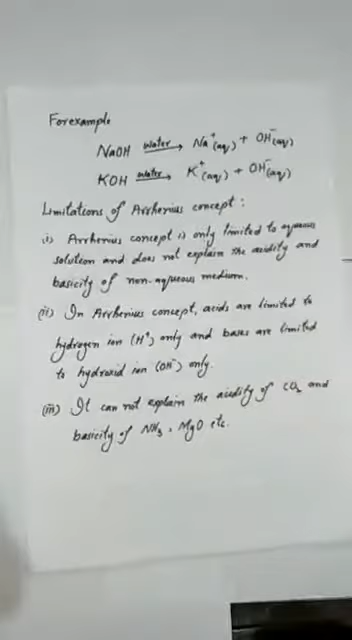 For example
NaOH water→ Na⁺(aq) + OH⁻(aq)
KOH water→ K⁺(aq) + OH⁻(aq)
Limitations of Arrhenius concept :
(i) Arrhenius concept is only limited to aqueous
solution and does not explain the acidity and
basicity of non-aqueous medium.
(ii) In Arrhenius concept, acids are limited to
hydrogen ion (H⁺) only and bases are limited
to hydroxid ion (OH⁻) only.
(iii) It can not explain the acidity of CO₂ and
basicity of NH₃, MgO etc.